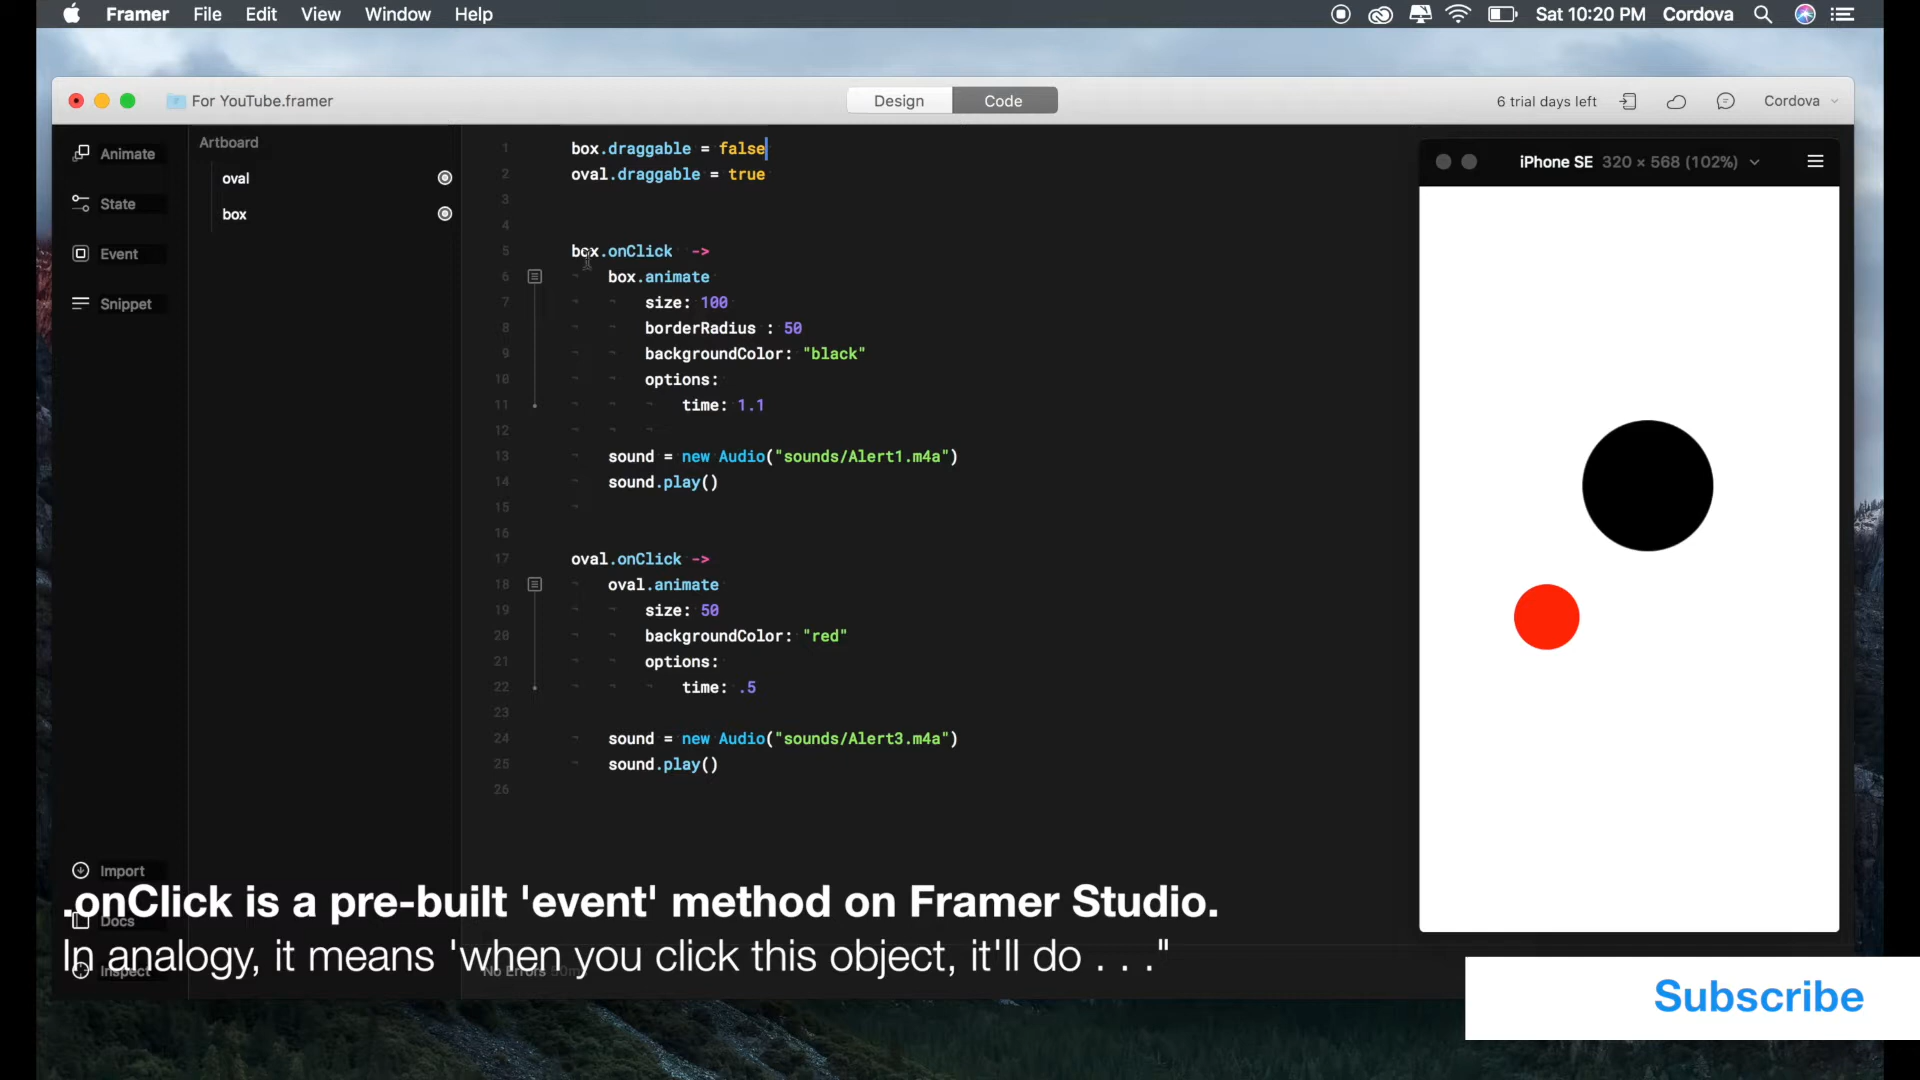 Framer File Edit View Window Help Sat 10:20 PM Cordova
For YouTube.framer Design Code 6 trial days left Cordova
Animate
State
Event
Snippet
Artboard
oval
box
1 box.draggable = false
2 oval.draggable = true
3
4
5 box.onClick ->
6 box.animate
7 size: 100
8 borderRadius : 50
9 backgroundColor: "black"
10 options:
11 time: 1.1
12
13 sound = new Audio("sounds/Alert1.m4a")
14 sound.play()
15
16
17 oval.onClick ->
18 oval.animate
19 size: 50
20 backgroundColor: "red"
21 options:
22 time: .5
23
24 sound = new Audio("sounds/Alert3.m4a")
25 sound.play()
26
iPhone SE 320 × 568 (102%)
Import
.onClick is a pre-built 'event' method on Framer Studio.
Docs
In analogy, it means 'when you click this object, it'll do . . ."
Inspect
No Errors
Subscribe